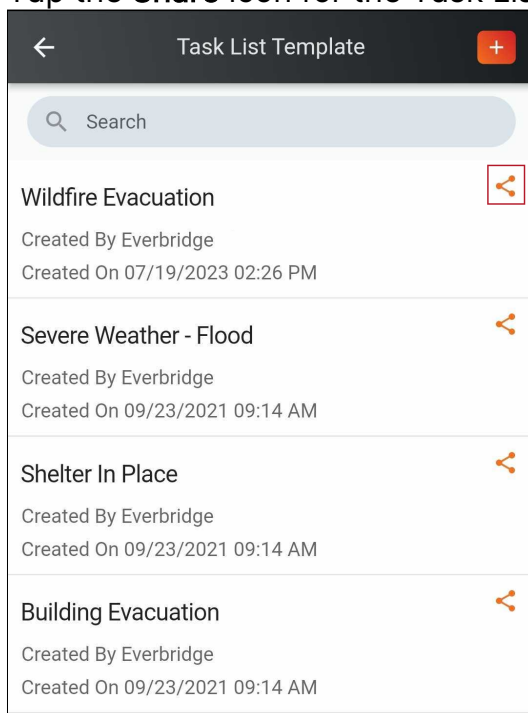 Tap the Share icon for the Task Lis
Task List Template
Search
Wildfire Evacuation
Created By Everbridge
Created On 07/19/2023 02:26 PM
Severe Weather - Flood
Created By Everbridge
Created On 09/23/2021 09:14 AM
Shelter In Place
Created By Everbridge
Created On 09/23/2021 09:14 AM
Building Evacuation
Created By Everbridge
Created On 09/23/2021 09:14 AM